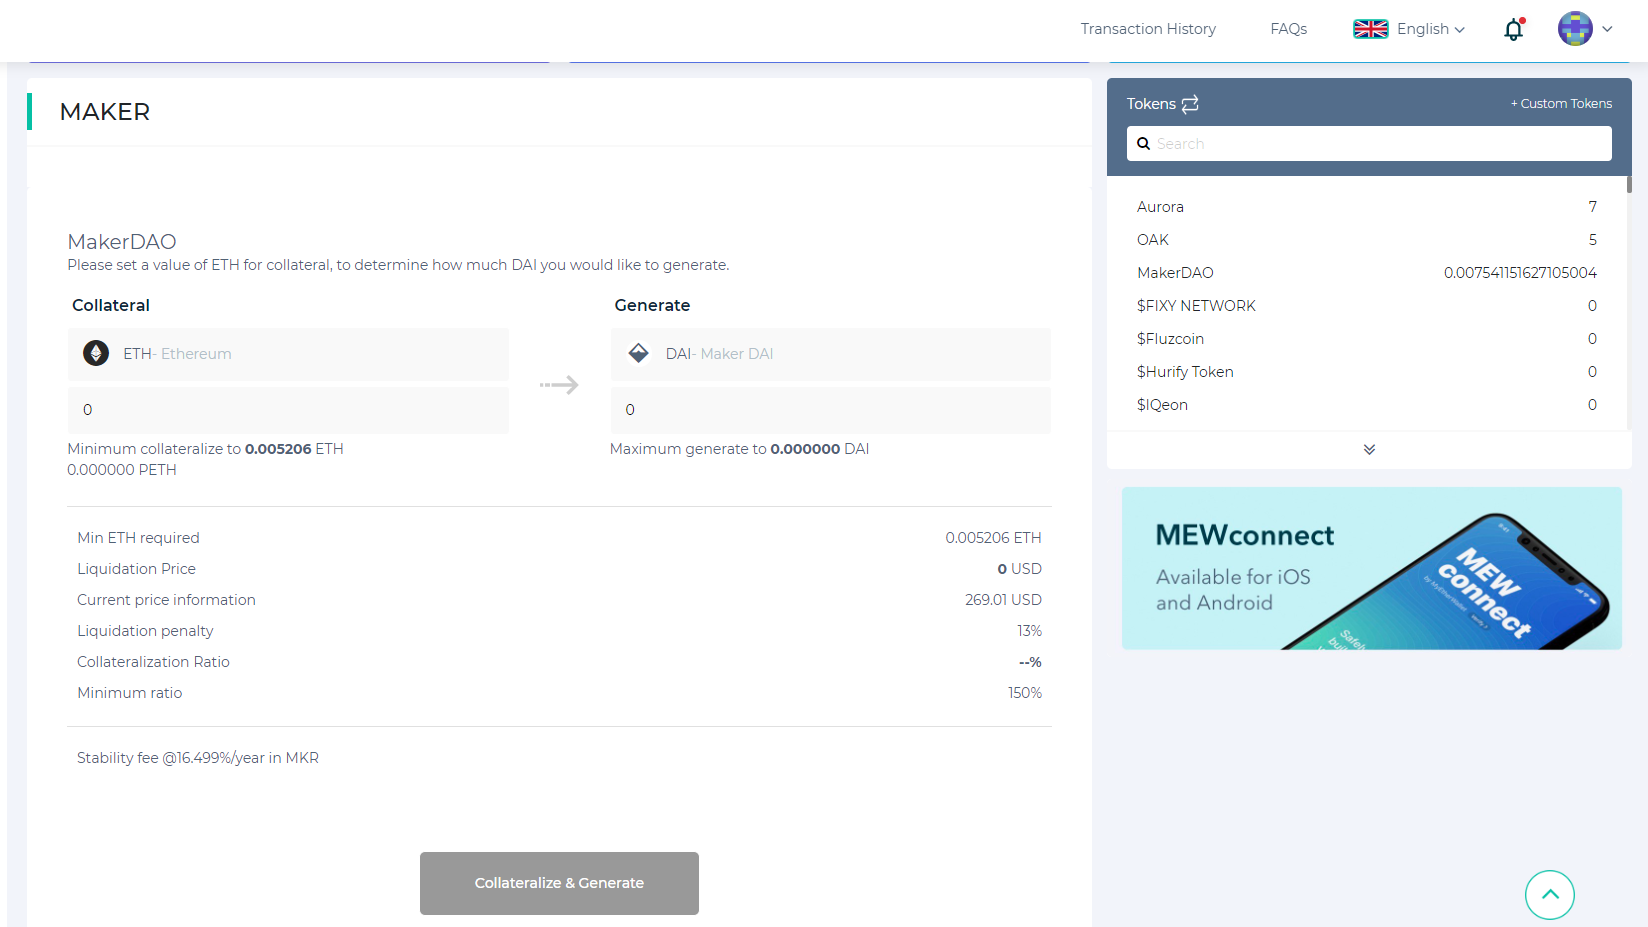 Transaction History FAQs English
MAKER
MakerDAO
Please set a value of ETH for collateral, to determine how much DAI you would like to generate.
Collateral
Generate
ETH- Ethereum
DAI- Maker DAI
0
0
Minimum collateralize to 0.005206 ETH
0.000000 PETH
Maximum generate to 0.000000 DAI
Min ETH required 0.005206 ETH
Liquidation Price 0 USD
Current price information 269.01 USD
Liquidation penalty 13%
Collateralization Ratio --%
Minimum ratio 150%
Stability fee @16.499%/year in MKR
Collateralize & Generate
Tokens + Custom Tokens
Search
Aurora 7
OAK 5
MakerDAO 0.007541151627105004
$FIXY NETWORK 0
$Fluzcoin 0
$Hurify Token 0
$IQeon 0
MEWconnect
Available for iOS
and Android
MEW
connect
by MyEtherWallet
Safely